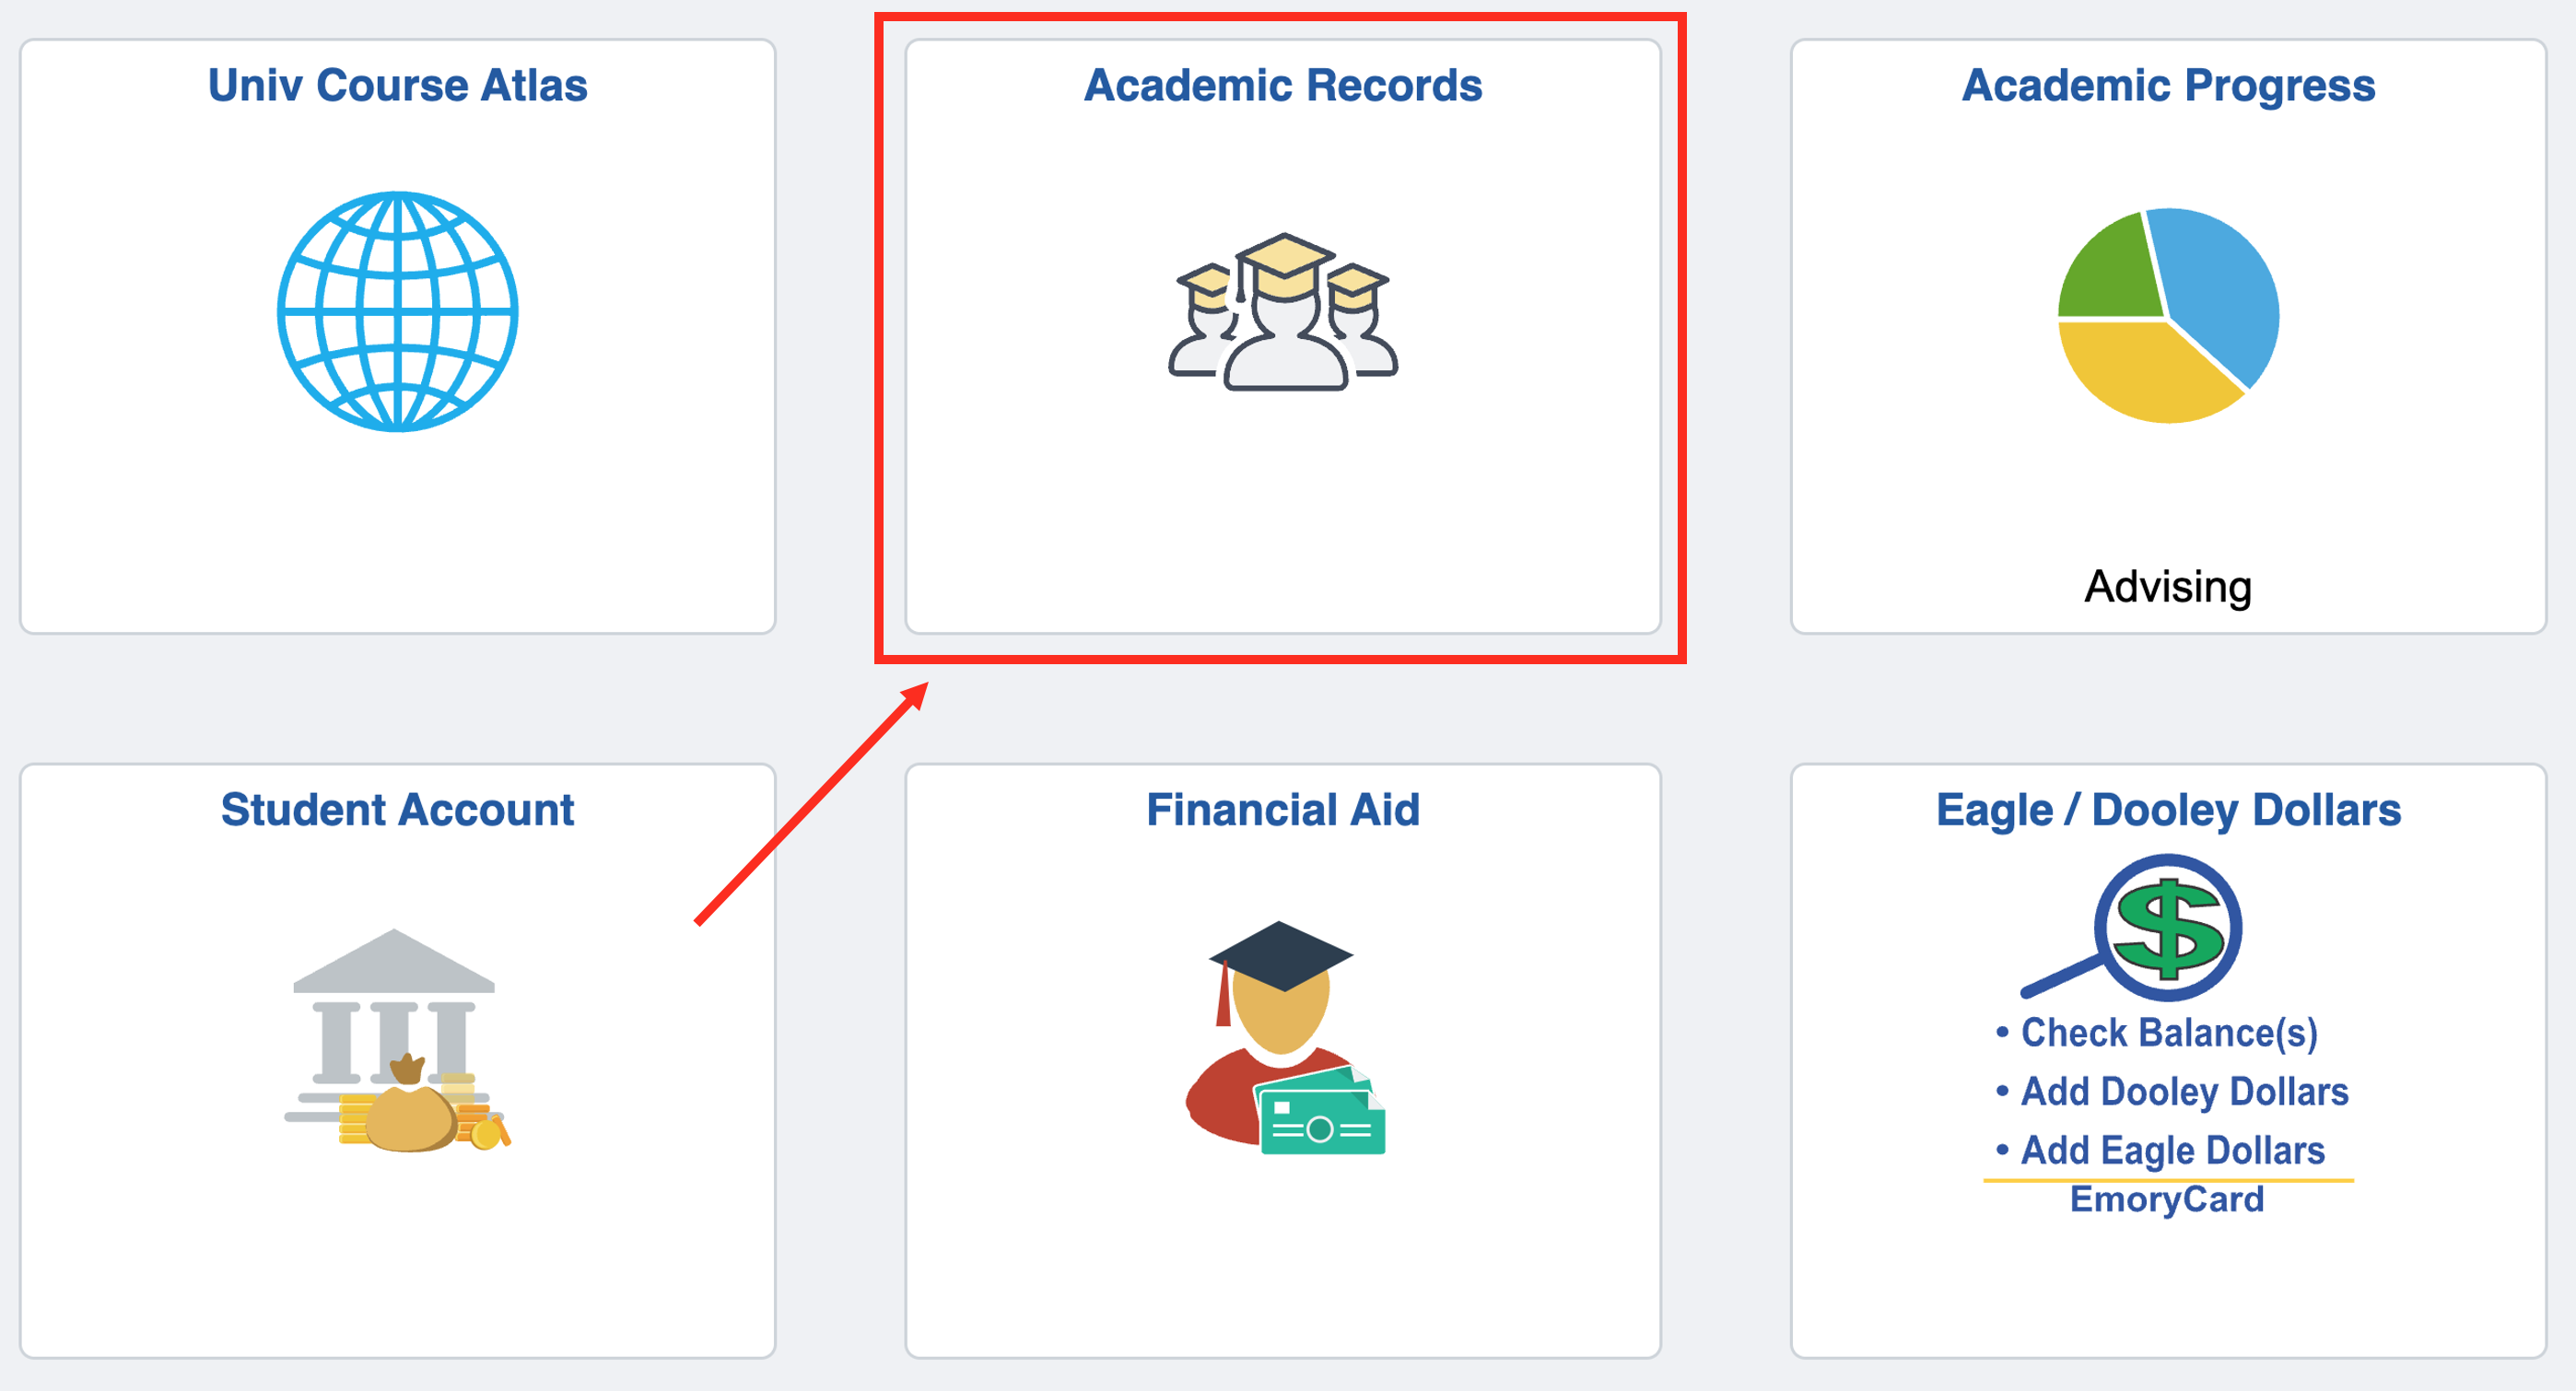 Univ Course Atlas
Academic Records
Academic Progress
Advising
Student Account
Financial Aid
Eagle / Dooley Dollars
• Check Balance(s)
• Add Dooley Dollars
• Add Eagle Dollars
EmoryCard